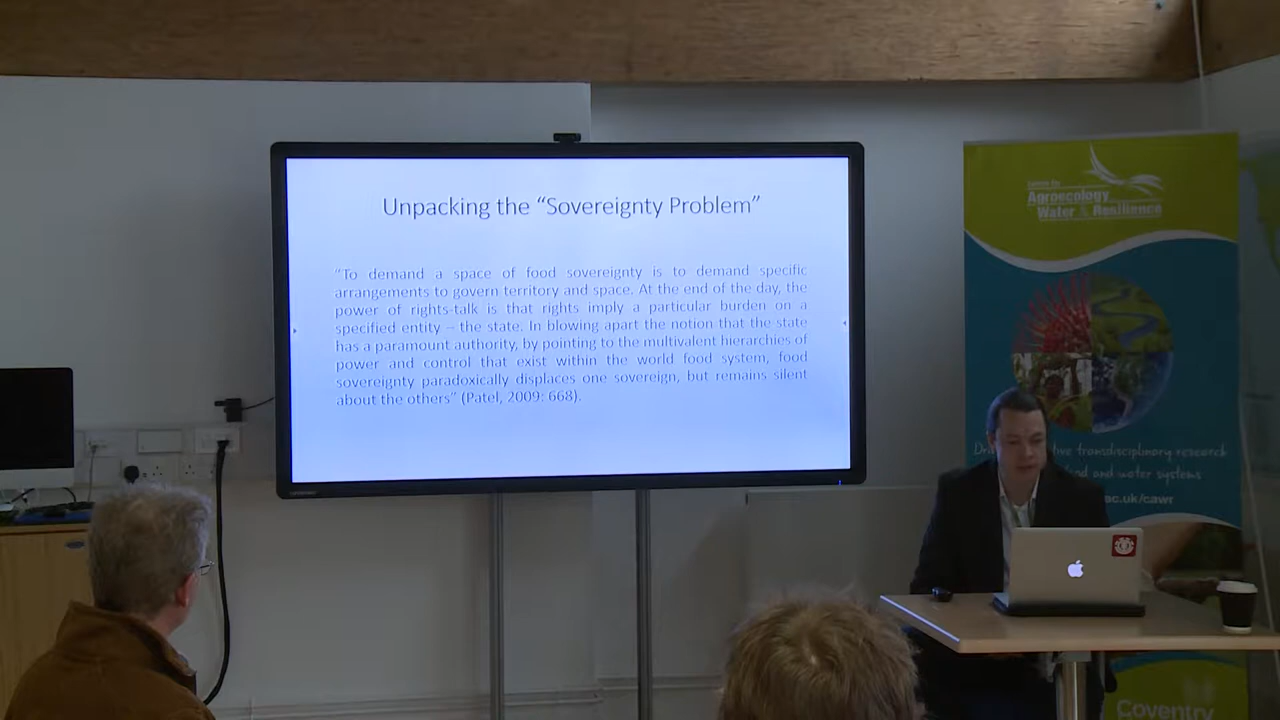 Unpacking the “Sovereignty Problem”
“To demand a space of food sovereignty is to demand specific
arrangements to govern territory and space. At the end of the day, the
power of rights-talk is that rights imply a particular burden on a
specified entity – the state. In blowing apart the notion that the state
has a paramount authority, by pointing to the multivalent hierarchies of
power and control that exist within the world food system, food
sovereignty paradoxically displaces one sovereign, but remains silent
about the others” (Patel, 2009: 668).
Centre for
Agroecology
Water & Resilience
transdisciplinary research
and water systems
.uk/cawr
Coventry